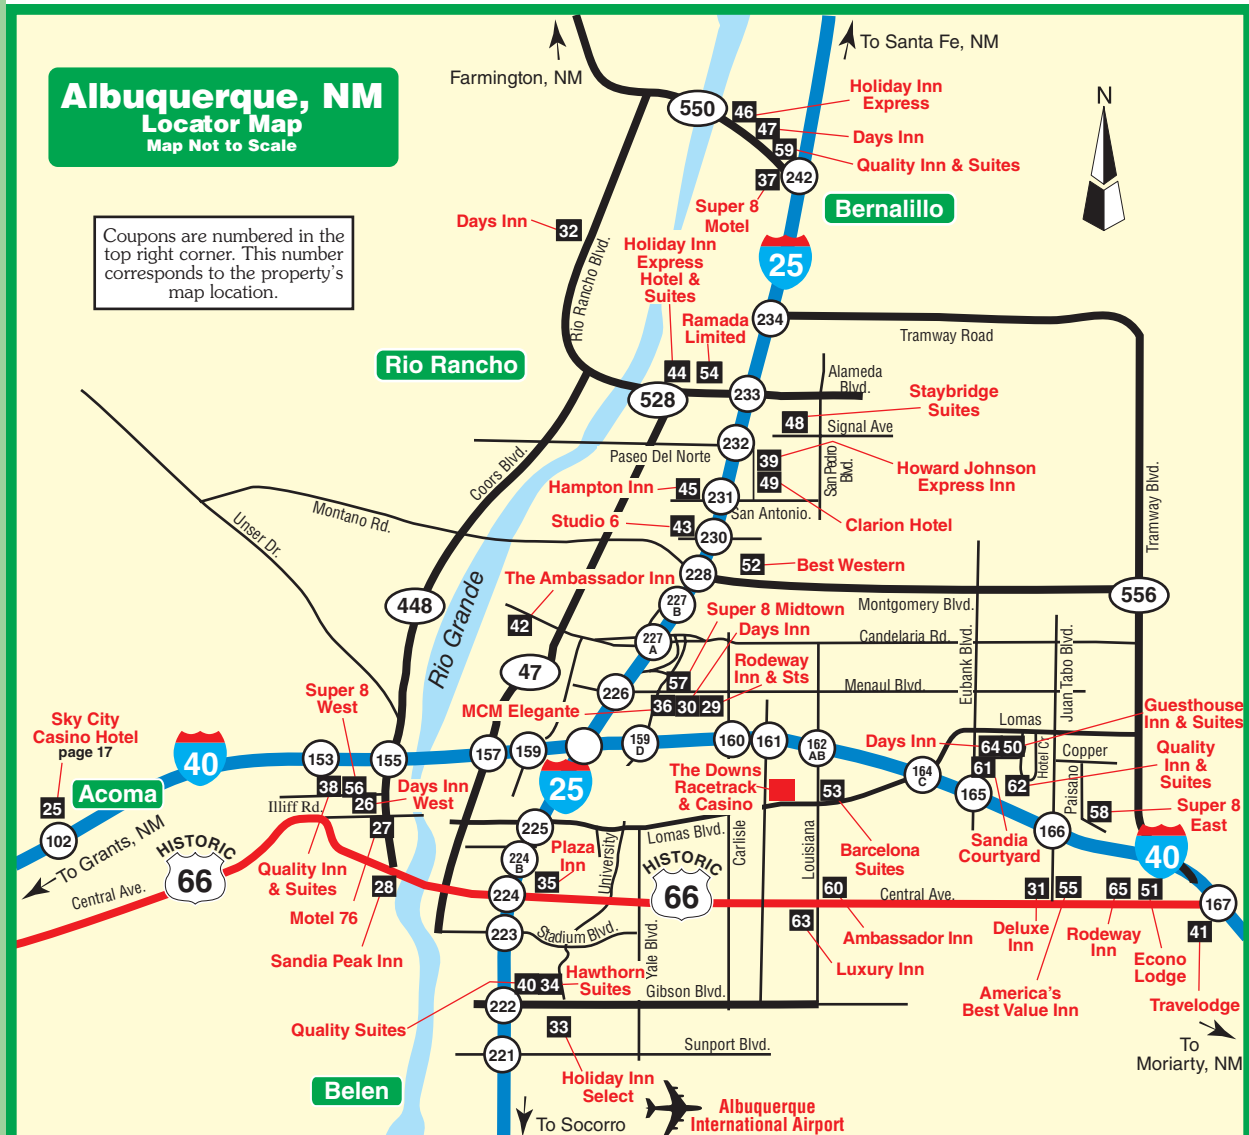 Albuquerque, NM
Locator Map
Map Not to Scale
Coupons are numbered in the
top right corner. This number
corresponds to the property's
map location.
Farmington, NM
To Santa Fe, NM
N
550
46
Holiday Inn
Express
47
Days Inn
59
Quality Inn & Suites
242
37
Super 8
Motel
Bernalillo
Days Inn
32
Rio Rancho Blvd.
25
Holiday Inn
Express
Hotel &
Suites
Ramada
Limited
234
Tramway Road
Rio Rancho
44
54
528
233
Alameda
Blvd.
Staybridge
Suites
48
Signal Ave
232
Paseo Del Norte
San Pedro
Blvd.
39
Howard Johnson
Express Inn
49
Clarion Hotel
Coors Blvd.
Hampton Inn
45
231
San Antonio.
Tramway Blvd.
Montano Rd.
Unser Dr.
Studio 6
43
230
52
Best Western
The Ambassador Inn
228
448
Rio Grande
42
227
B
Montgomery Blvd.
556
Super 8 Midtown
Days Inn
227
A
Candelaria Rd.
Rodeway
Inn & Sts
Eubank Blvd.
Juan Tabo Blvd.
47
57
226
Menaul Blvd.
36
30
29
MCM Elegante
Super 8
West
Sky City
Casino Hotel
page 17
40
Acoma
25
102
To Grants, NM
153
155
157
159
25
159
D
160
161
162
AB
164
C
Days Inn
64
50
Lomas
Guesthouse
Inn & Suites
61
Hotel Cr
Copper
Quality
Inn &
Suites
62
Paisano
165
58
Super 8
East
166
Sandia
Courtyard
40
38
56
26
Days Inn
West
Illiff Rd.
27
The Downs
Racetrack
& Casino
53
Barcelona
Suites
225
Lomas Blvd.
Carlisle
Louisiana
University
Plaza
Inn
224
B
35
HISTORIC
66
HISTORIC
66
Central Ave.
Quality Inn
& Suites
28
Motel 76
Sandia Peak Inn
224
60
Central Ave.
31
55
65
51
167
41
63
Ambassador Inn
Deluxe
Inn
Rodeway
Inn
Econo
Lodge
Luxury Inn
America's
Best Value Inn
Travelodge
223
Stadium Blvd.
Yale Blvd.
40
34
Hawthorn
Suites
Gibson Blvd.
222
Quality Suites
33
Sunport Blvd.
221
To
Moriarty, NM
Holiday Inn
Select
Belen
To Socorro
Albuquerque
International Airport